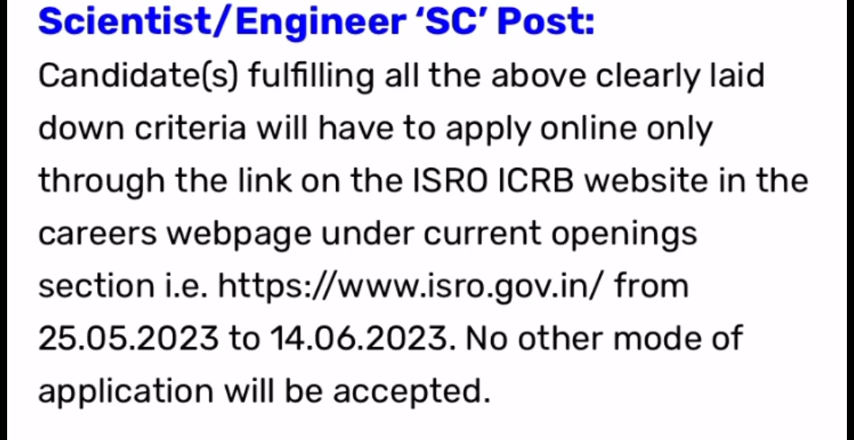 Scientist/Engineer ‘SC’ Post:
Candidate(s) fulfilling all the above clearly laid
down criteria will have to apply online only
through the link on the ISRO ICRB website in the
careers webpage under current openings
section i.e. https://www.isro.gov.in/ from
25.05.2023 to 14.06.2023. No other mode of
application will be accepted.